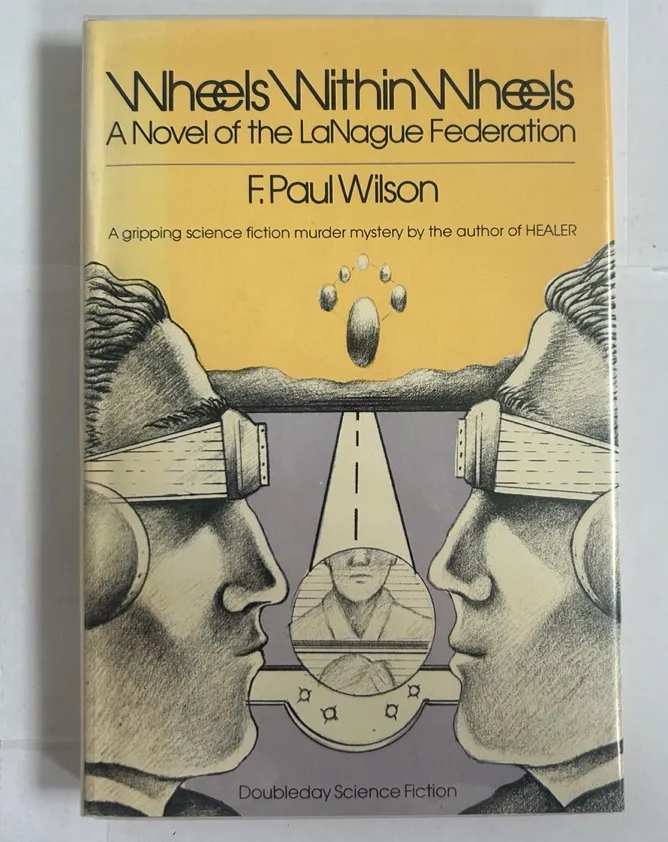 Wheels Within Wheels
A Novel of the LaNague Federation
F. Paul Wilson
A gripping science fiction murder mystery by the author of HEALER
Doubleday Science Fiction